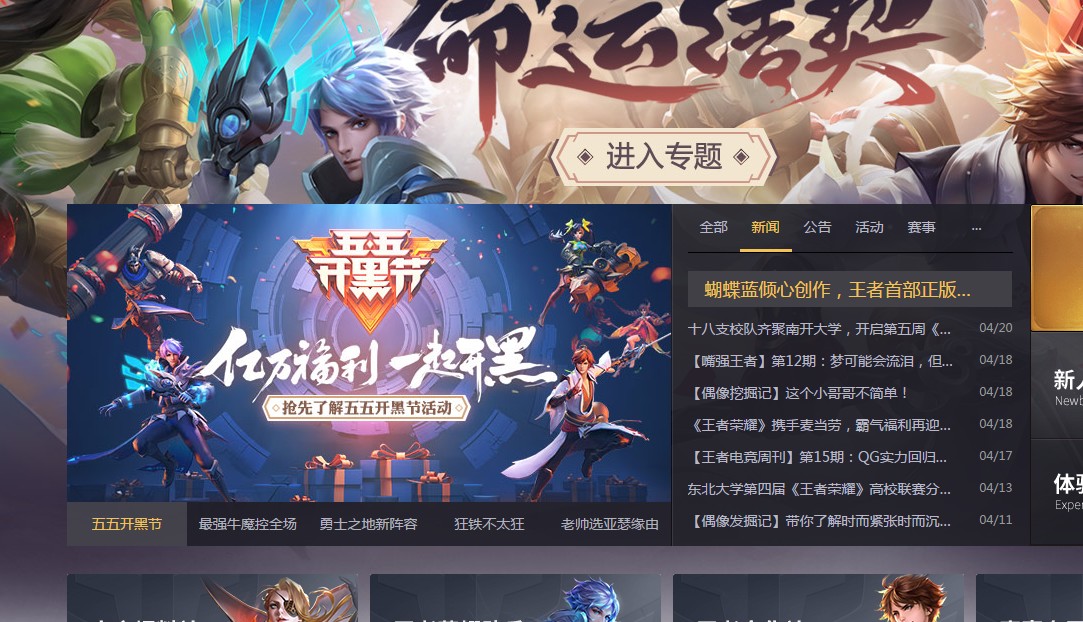 命运结契
进入专题
五五
开黑节
亿万福利 一起开黑
抢先了解五五开黑节活动
五五开黑节
最强牛魔控全场
勇士之地新阵容
狂铁不太狂
老帅选亚瑟缘由
全部
新闻
公告
活动
赛事
...
蝴蝶蓝倾心创作，王者首部正版...
十八支校队齐聚南开大学，开启第五周《... 04/20
【嘴强王者】第12期：梦可能会流泪，但... 04/18
【偶像挖掘记】这个小哥哥不简单！ 04/18
《王者荣耀》携手麦当劳，霸气福利再迎... 04/18
【王者电竞周刊】第15期：QG实力回归... 04/17
东北大学第四届《王者荣耀》高校联赛分... 04/13
【偶像发掘记】带你了解时而紧张时而沉... 04/11
新人
Newb
体验
Exper